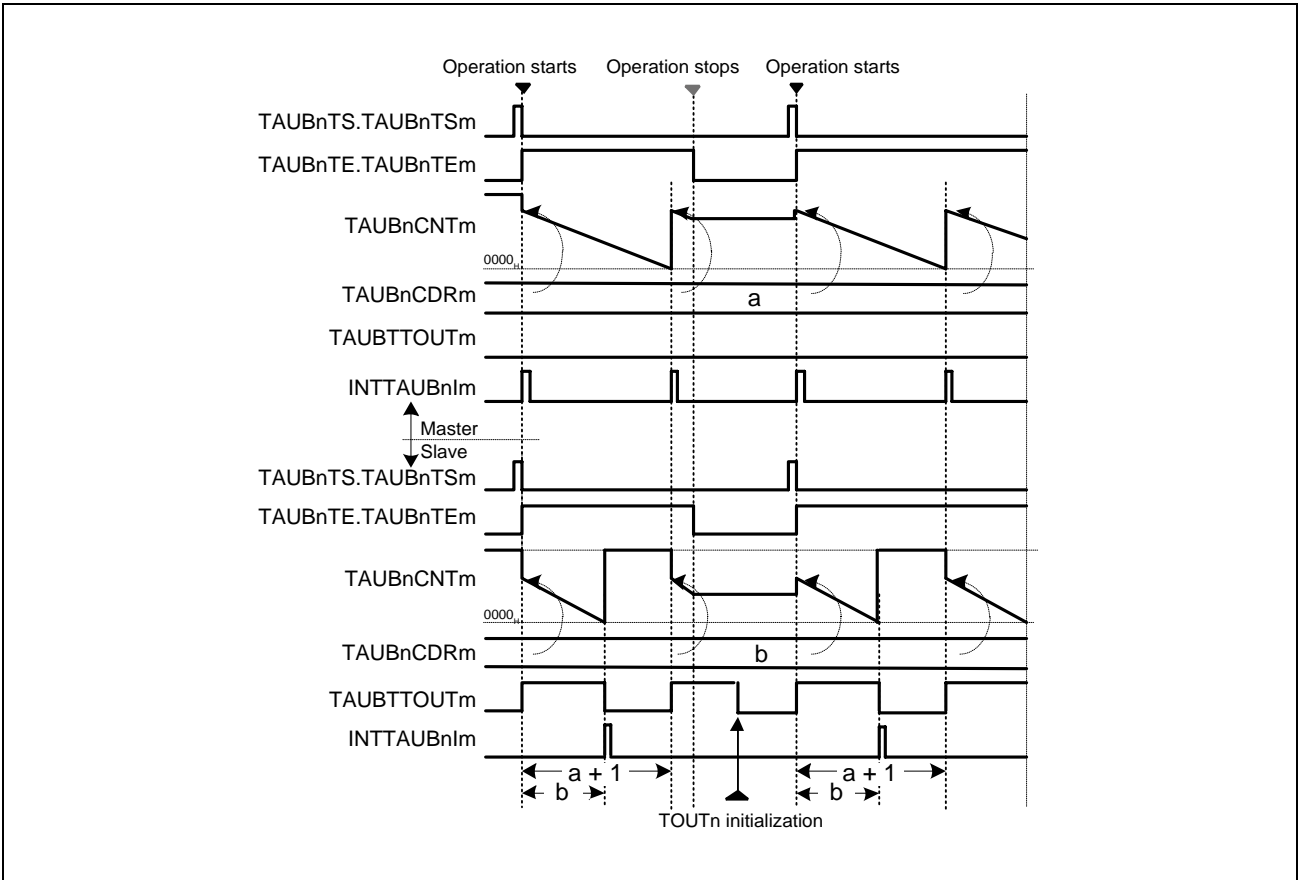 Operation starts Operation stops Operation starts
TAUBnTS.TAUBnTSm
TAUBnTE.TAUBnTEm
TAUBnCNTm
0000H
TAUBnCDRm
a
TAUBTTOUTm
INTTAUBnIm
Master
Slave
TAUBnTS.TAUBnTSm
TAUBnTE.TAUBnTEm
TAUBnCNTm
0000H
TAUBnCDRm
b
TAUBTTOUTm
INTTAUBnIm
a + 1 a + 1
b b
TOUTn initialization